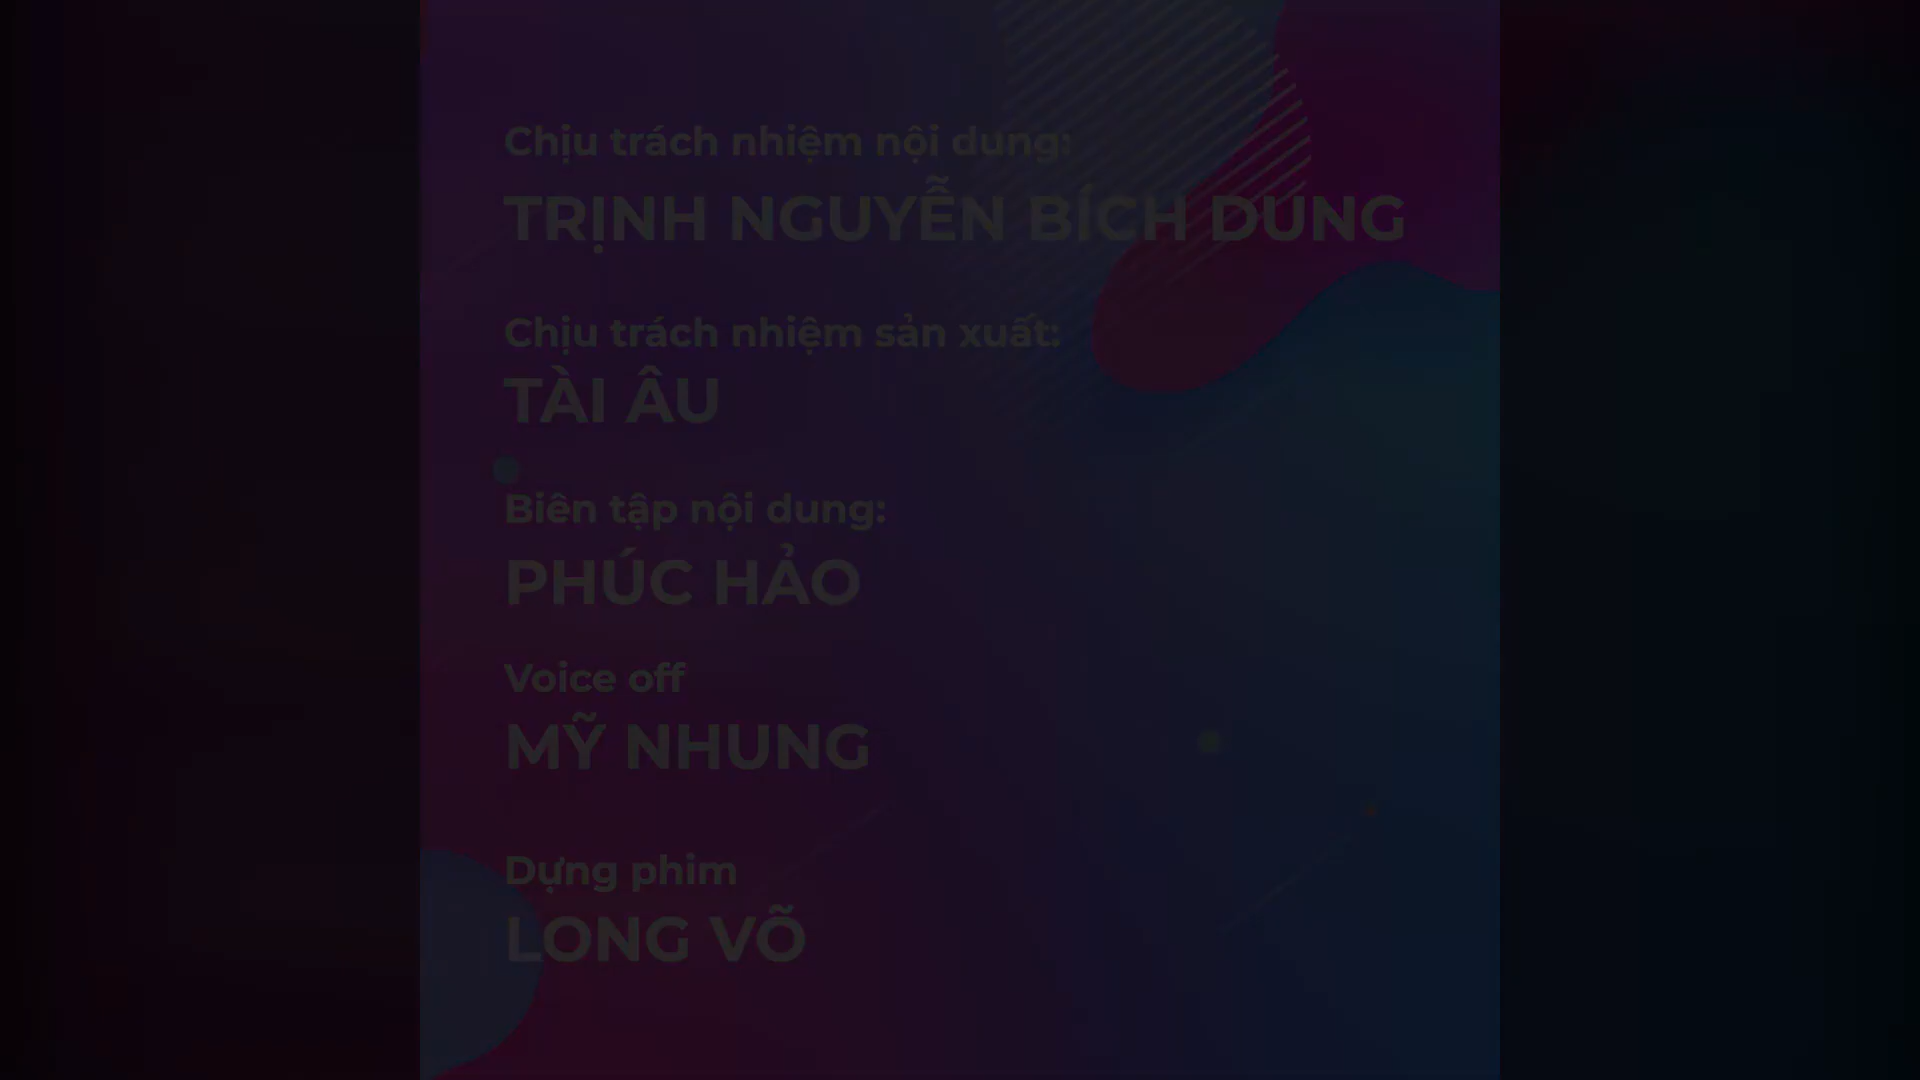 Chịu trách nhiệm nội dung:
TRỊNH NGUYỄN BÍCH DUNG
Chịu trách nhiệm sản xuất:
TÀI ÂU
Biên tập nội dung:
PHÚC HẢO
Voice off
MỸ NHUNG
Dựng phim
LONG VÕ